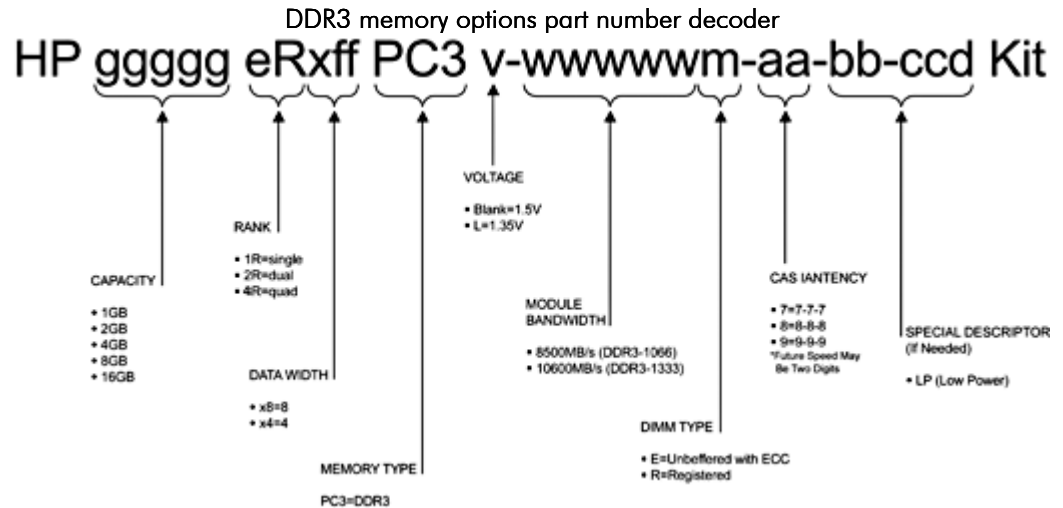 DDR3 memory options part number decoder
HP ggggg eRxff PC3 v-wwwwwm-aa-bb-ccd Kit
VOLTAGE
• Blank=1.5V
• L=1.35V
RANK
• 1R=single
• 2R=dual
• 4R=quad
CAPACITY
• 1GB
• 2GB
• 4GB
• 8GB
• 16GB
CAS IANTENCY
• 7=7-7-7
• 8=8-8-8
• 9=9-9-9
*Future Speed May
Be Two Digits
MODULE
BANDWIDTH
• 8500MB/s (DDR3-1066)
• 10600MB/s (DDR3-1333)
SPECIAL DESCRIPTOR
(If Needed)
• LP (Low Power)
DATA WIDTH
• x8=8
• x4=4
DIMM TYPE
• E=Unbeffered with ECC
• R=Registered
MEMORY TYPE
PC3=DDR3